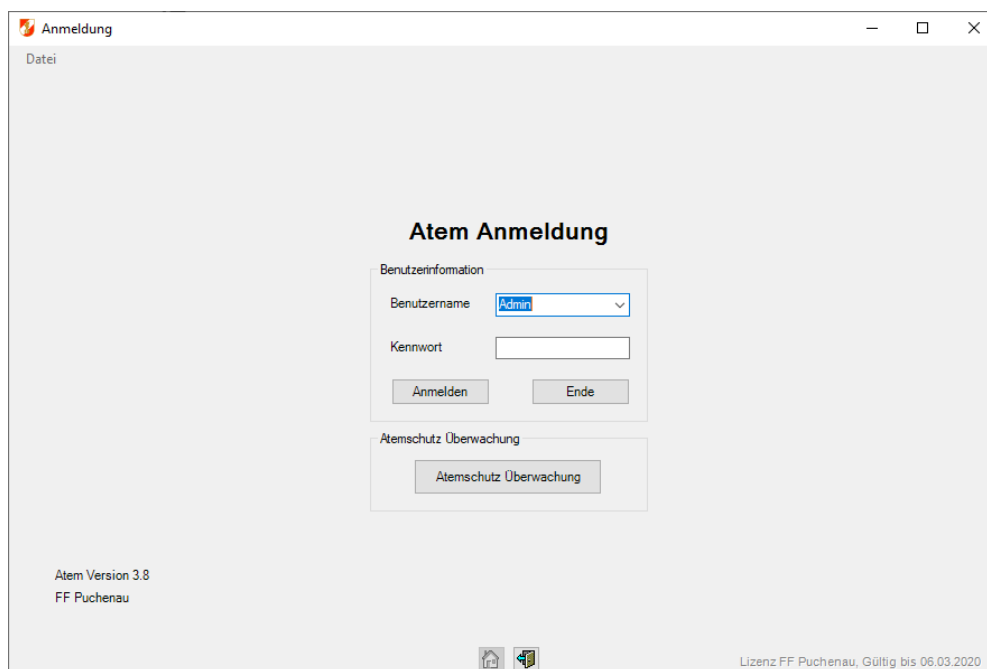 Anmeldung
Datei
Atem Anmeldung
Benutzerinformation
Benutzername Admin
Kennwort
Anmelden Ende
Atemschutz Überwachung
Atemschutz Überwachung
Atem Version 3.8
FF Puchenau
Lizenz FF Puchenau, Gültig bis 06.03.2020